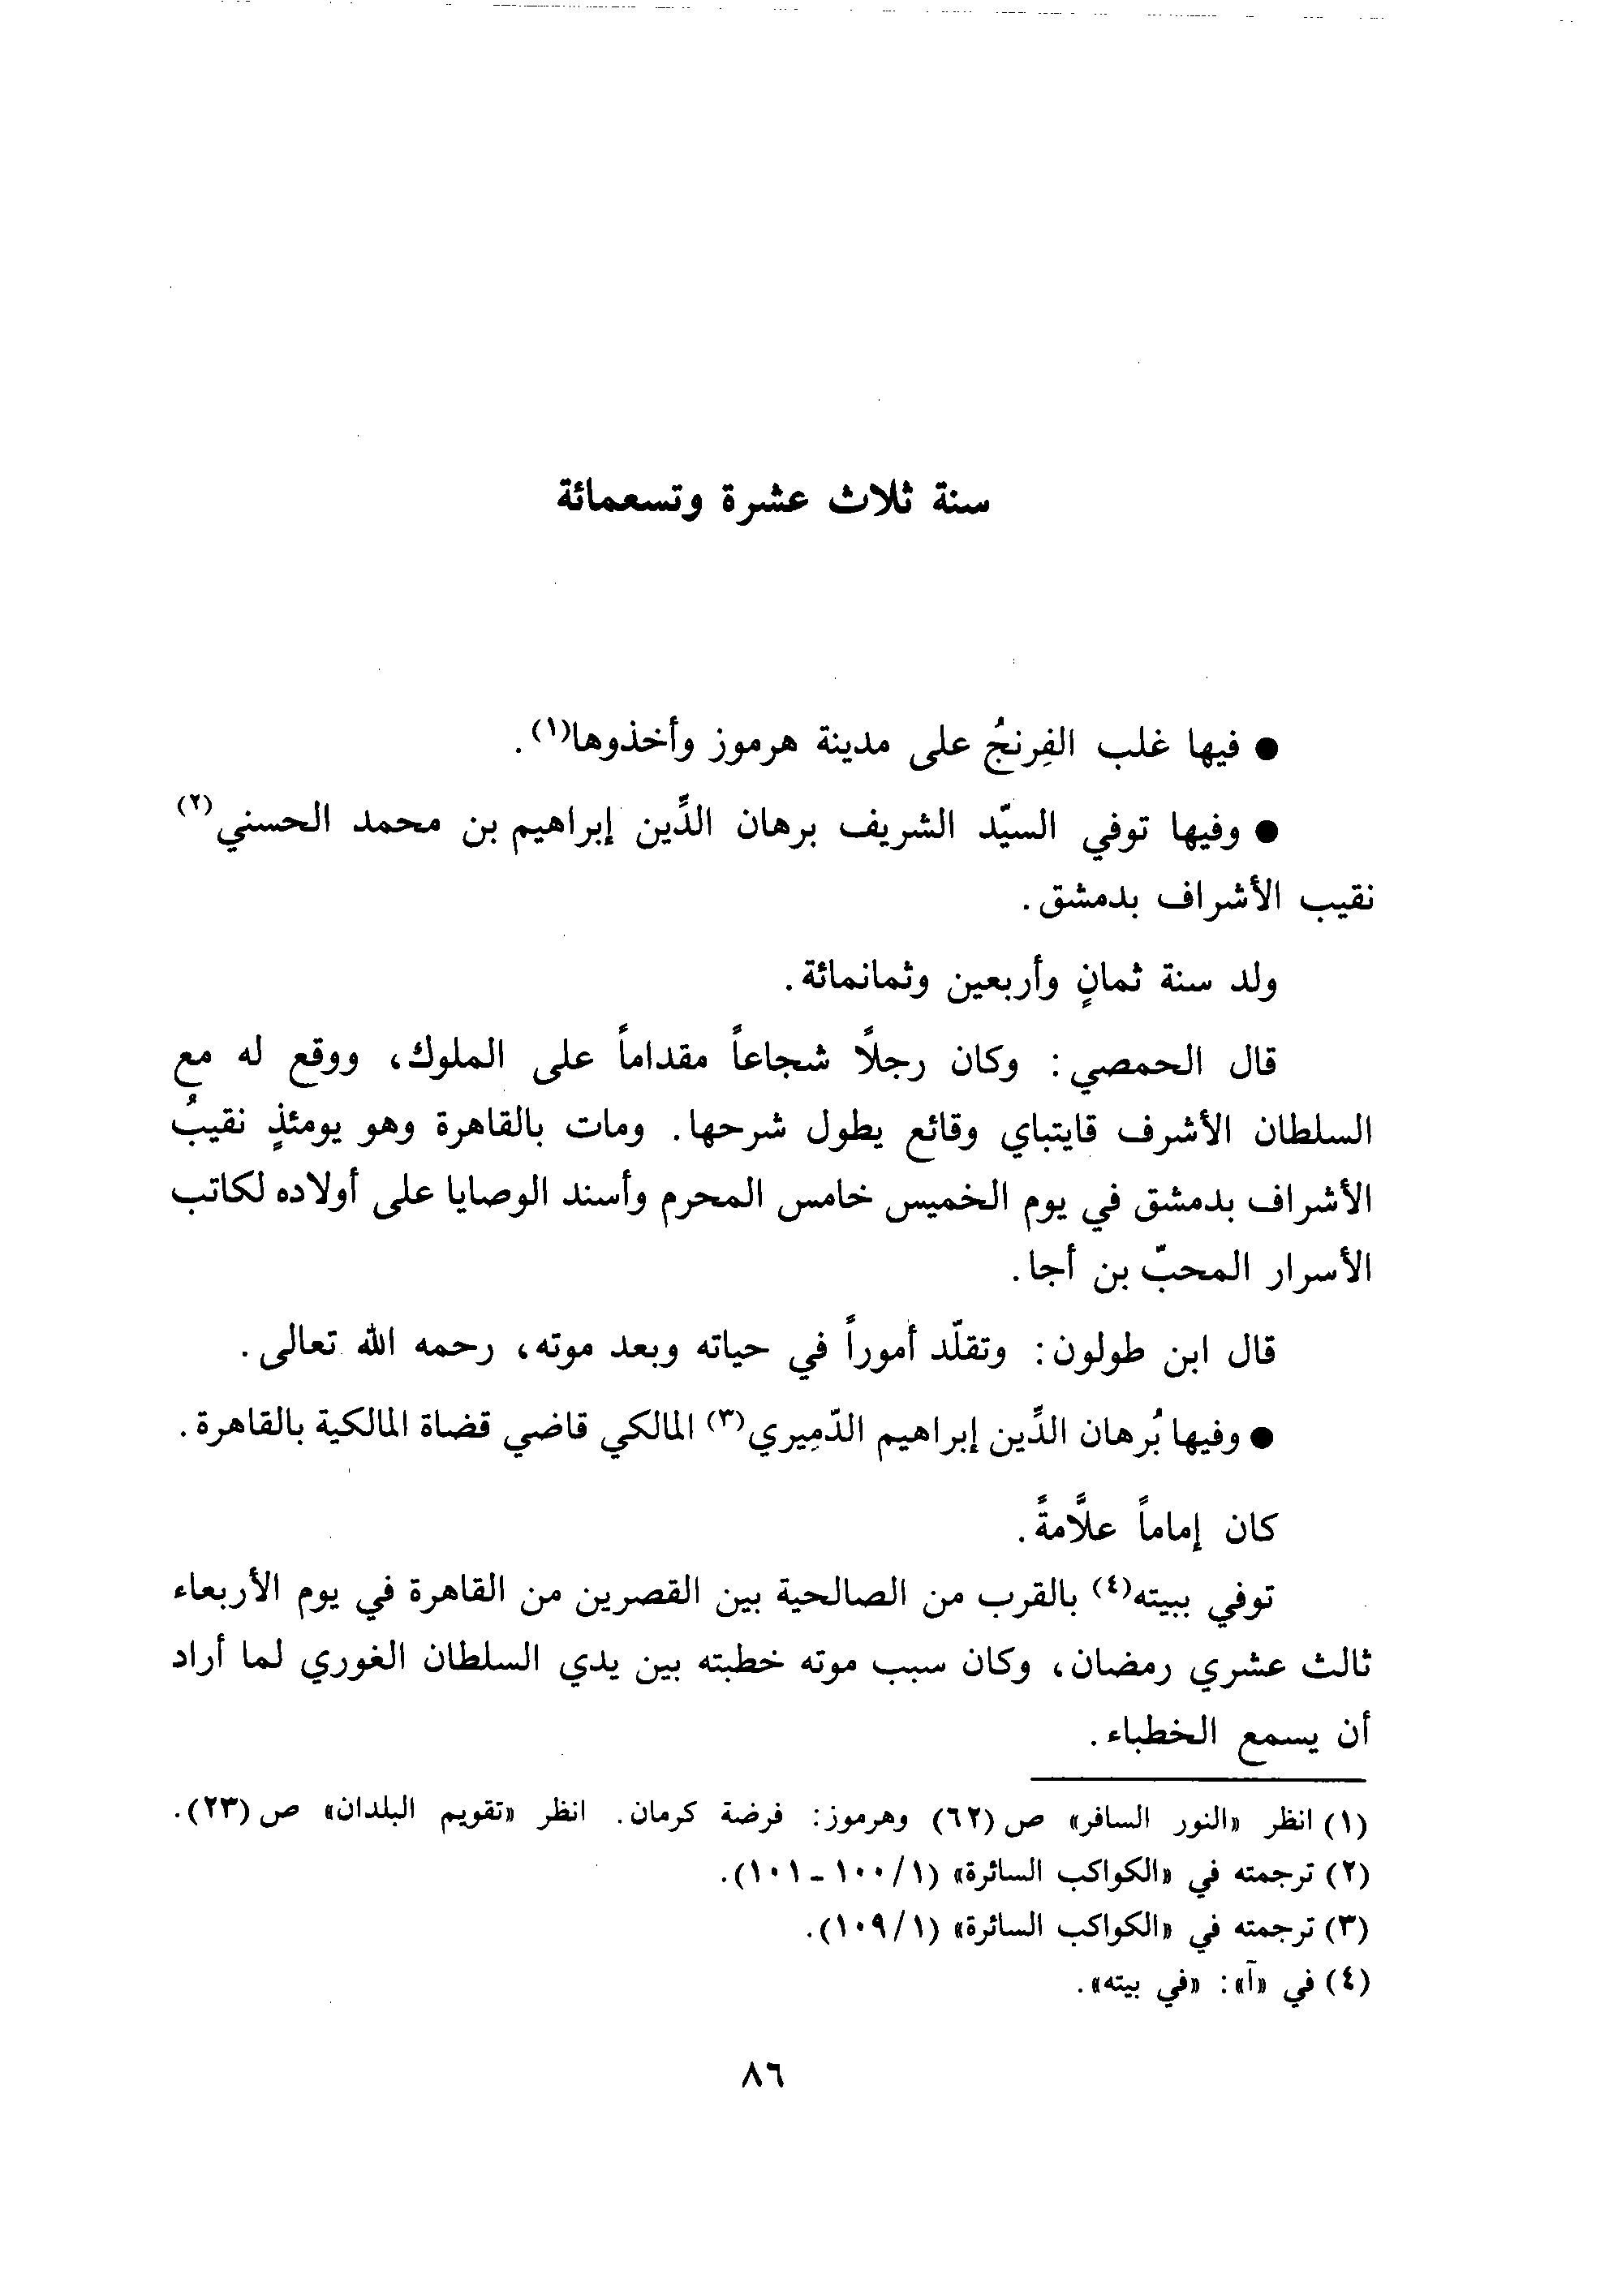 سنة ثلاث عشرة وتسعمائة
● فيها غلب الفِرنجُ على مدينة هرموز وأخذوها(١).
● وفيها توفي السيّد الشريف برهان الدِّين إبراهيم بن محمد الحسني(٢)
نقيب الأشراف بدمشق.
ولد سنة ثمانٍ وأربعين وثمانمائة.
قال الحمصي: وكان رجلًا شجاعاً مقداماً على الملوك، ووقع له مع
السلطان الأشرف قايتباي وقائع يطول شرحها. ومات بالقاهرة وهو يومئذٍ نقيبُ
الأشراف بدمشق في يوم الخميس خامس المحرم وأسند الوصايا على أولاده لكاتب
الأسرار المحبّ بن أجا.
قال ابن طولون: وتقلّد أموراً في حياته وبعد موته، رحمه الله تعالى.
● وفيها بُرهان الدِّين إبراهيم الدّمِيري(٣) المالكي قاضي قضاة المالكية بالقاهرة.
كان إماماً علَّامةً.
توفي ببيته(٤) بالقرب من الصالحية بين القصرين من القاهرة في يوم الأربعاء
ثالث عشري رمضان، وكان سبب موته خطبته بين يدي السلطان الغوري لما أراد
أن يسمع الخطباء.
(١) انظر «النور السافر» ص (٦٢) وهرموز: فرضة كرمان. انظر «تقويم البلدان» ص (٢٣).
(٢) ترجمته في «الكواكب السائرة» (١/ ١٠٠ - ١٠١).
(٣) ترجمته في «الكواكب السائرة» (١/ ١٠٩).
(٤) في «آ»: «في بيته».
٨٦